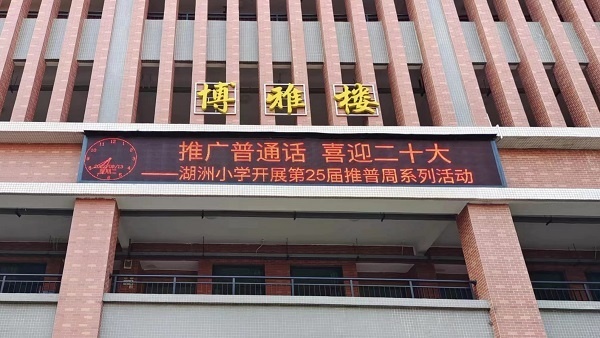 博雅楼
推广普通话 喜迎二十大
——湖洲小学开展第25届推普周系列活动